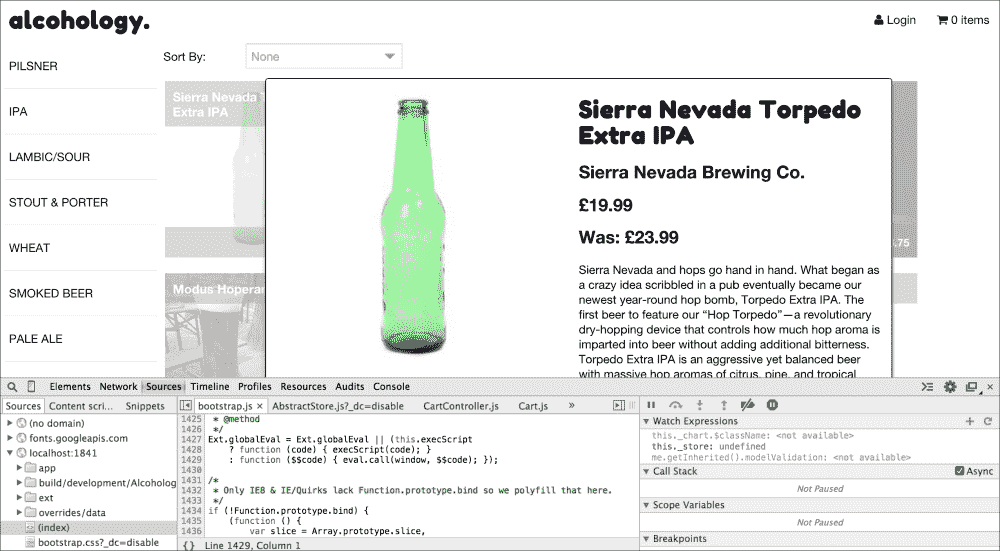 alcohology.
Login
0 items
Sort By:
None
PILSNER
IPA
LAMBIC/SOUR
STOUT & PORTER
WHEAT
SMOKED BEER
PALE ALE
Sierra Nevada T
Extra IPA
Modus Hoperan
.75
Sierra Nevada Torpedo
Extra IPA
Sierra Nevada Brewing Co.
£19.99
Was: £23.99
Sierra Nevada and hops go hand in hand. What began as
a crazy idea scribbled in a pub eventually became our
newest year-round hop bomb, Torpedo Extra IPA. The
first beer to feature our “Hop Torpedo”—a revolutionary
dry-hopping device that controls how much hop aroma is
imparted into beer without adding additional bitterness.
Torpedo Extra IPA is an aggressive yet balanced beer
with massive hop aromas of citrus, pine, and tropical
Elements Network Sources Timeline Profiles Resources Audits Console
Sources Content scri... Snippets
(no domain)
fonts.googleapis.com
localhost:1841
app
build/development/Alcoholog
ext
overrides/data
(index)
bootstrap.css?_dc=disable
bootstrap.js × AbstractStore.js?_dc=disable CartController.js Cart.js »
1425 * @method
1426 */
1427 Ext.globalEval = Ext.globalEval || (this.execScript
1428 ? function (code) { execScript(code); }
1429 : function ($$code) { eval.call(window, $$code); });
1430
1431 /*
1432 * Only IE8 & IE/Quirks lack Function.prototype.bind so we polyfill that here.
1433 */
1434 if (!Function.prototype.bind) {
1435 (function () {
1436 var slice = Array.prototype.slice,
{} Line 1429, Column 1
Watch Expressions
this._chart.$className: <not available>
this._store: undefined
me.getInherited().modelValidation: <not available>
Call Stack
Async
Not Paused
Scope Variables
Not Paused
Breakpoints